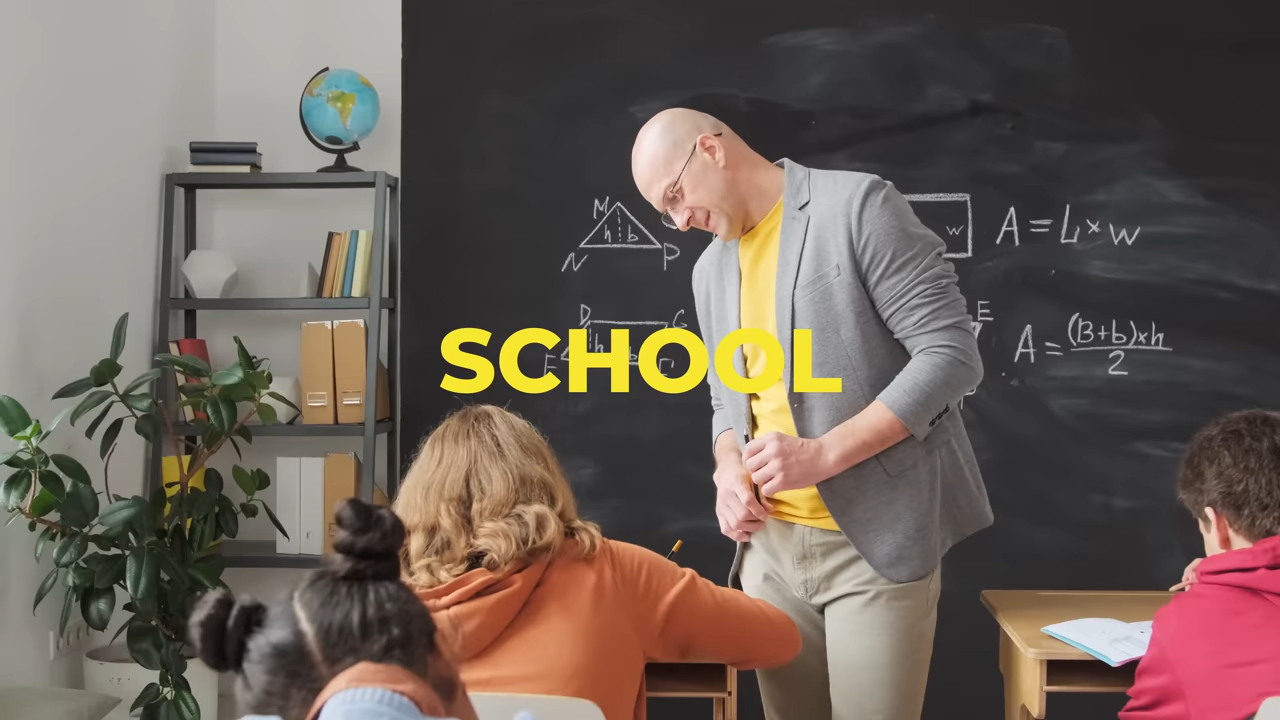 M
h b
N P
w
A = L × w
D G
h b
E
A = (B+b)×h / 2
SCHOOL